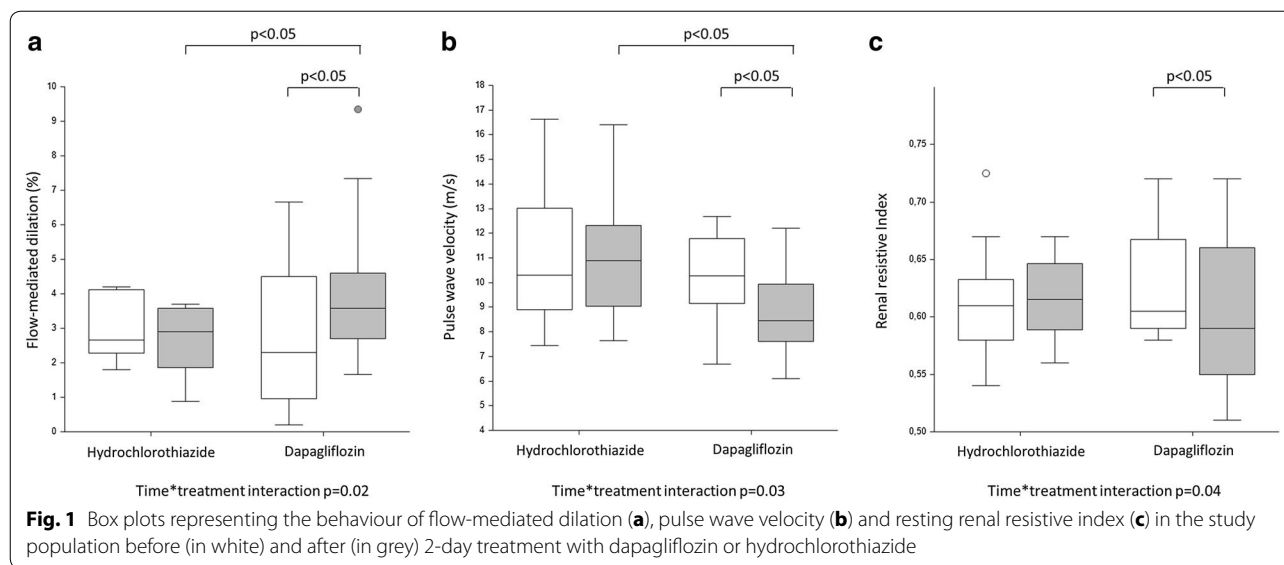 a
p<0.05
p<0.05
Flow-mediated dilation (%)
10
9
8
7
6
5
4
3
2
1
0
Hydrochlorothiazide Dapagliflozin
Time*treatment interaction p=0.02
b
p<0.05
p<0.05
Pulse wave velocity (m/s)
18
17
16
15
14
13
12
11
10
9
8
7
6
5
4
Hydrochlorothiazide Dapagliflozin
Time*treatment interaction p=0.03
c
p<0.05
Renal resistive Index
0,75
0,70
0,65
0,60
0,55
0,50
Hydrochlorothiazide Dapagliflozin
Time*treatment interaction p=0.04
Fig. 1 Box plots representing the behaviour of flow-mediated dilation (a), pulse wave velocity (b) and resting renal resistive index (c) in the study
population before (in white) and after (in grey) 2-day treatment with dapagliflozin or hydrochlorothiazide